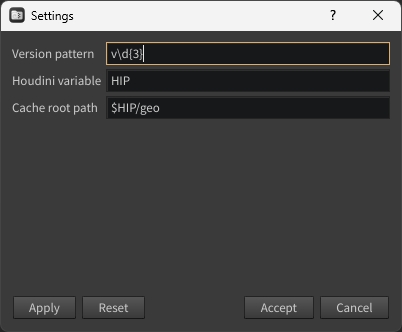 Settings
?
Version pattern v\d{3}
Houdini variable HIP
Cache root path $HIP/geo
Apply Reset Accept Cancel